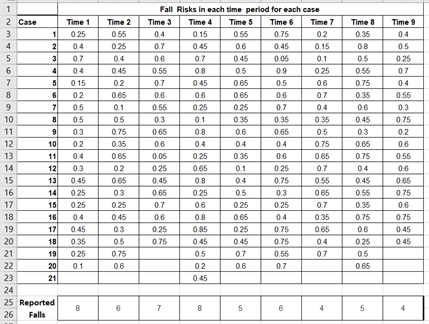 1 Fall Risks in each time period for each case
2 Case Time 1 Time 2 Time 3 Time 4 Time 5 Time 6 Time 7 Time 8 Time 9
3 1 0.25 0.55 0.4 0.15 0.55 0.75 0.2 0.35 0.4
4 2 0.4 0.25 0.7 0.45 0.6 0.45 0.15 0.8 0.5
5 3 0.7 0.4 0.6 0.7 0.45 0.05 0.1 0.5 0.25
6 4 0.4 0.45 0.55 0.8 0.5 0.9 0.25 0.55 0.7
7 5 0.15 0.2 0.7 0.45 0.65 0.5 0.6 0.75 0.4
8 6 0.2 0.65 0.6 0.6 0.65 0.6 0.7 0.35 0.55
9 7 0.5 0.1 0.55 0.25 0.25 0.7 0.4 0.6 0.3
10 8 0.5 0.5 0.3 0.1 0.35 0.35 0.35 0.45 0.75
11 9 0.3 0.75 0.65 0.8 0.6 0.65 0.5 0.3 0.2
12 10 0.2 0.35 0.6 0.4 0.4 0.4 0.75 0.65 0.6
13 11 0.4 0.65 0.05 0.25 0.35 0.6 0.65 0.75 0.55
14 12 0.3 0.2 0.25 0.65 0.1 0.25 0.7 0.4 0.6
15 13 0.45 0.65 0.45 0.8 0.4 0.75 0.55 0.45 0.65
16 14 0.25 0.3 0.65 0.25 0.5 0.3 0.65 0.55 0.75
17 15 0.25 0.25 0.7 0.6 0.25 0.25 0.7 0.35 0.6
18 16 0.4 0.45 0.6 0.8 0.65 0.4 0.35 0.75 0.75
19 17 0.45 0.3 0.25 0.85 0.25 0.75 0.65 0.6 0.65
20 18 0.35 0.5 0.75 0.45 0.45 0.75 0.4 0.25 0.45
21 19 0.25 0.75 0.5 0.7 0.55 0.7 0.5
22 20 0.1 0.6 0.2 0.6 0.7 0.65
23 21 0.45
24
25 Reported
26 Falls 8 6 7 8 5 6 4 5 4